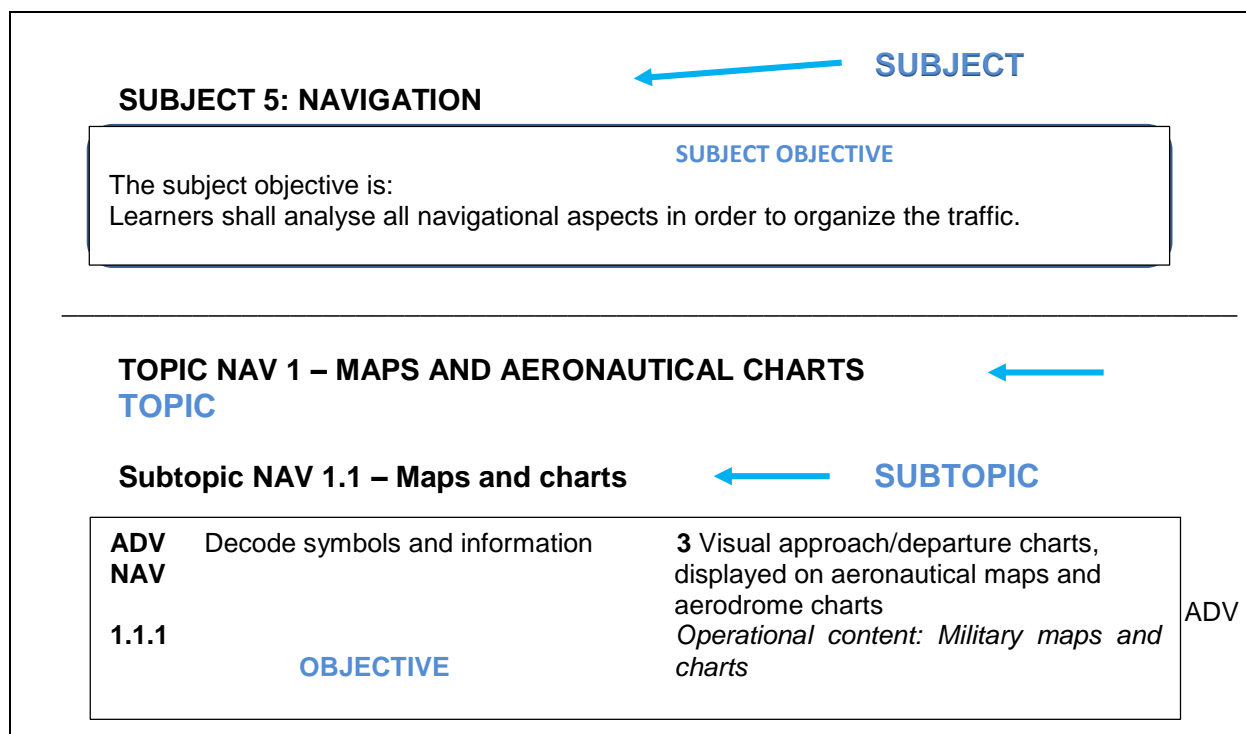 SUBJECT
SUBJECT 5: NAVIGATION
SUBJECT OBJECTIVE
The subject objective is:
Learners shall analyse all navigational aspects in order to organize the traffic.
TOPIC NAV 1 – MAPS AND AERONAUTICAL CHARTS
TOPIC
Subtopic NAV 1.1 – Maps and charts
SUBTOPIC
ADV
NAV
1.1.1
Decode symbols and information
OBJECTIVE
3 Visual approach/departure charts,
displayed on aeronautical maps and
aerodrome charts
Operational content: Military maps and
charts
ADV